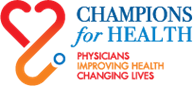 CHAMPIONS
for HEALTH
PHYSICIANS
IMPROVING HEALTH
CHANGING LIVES